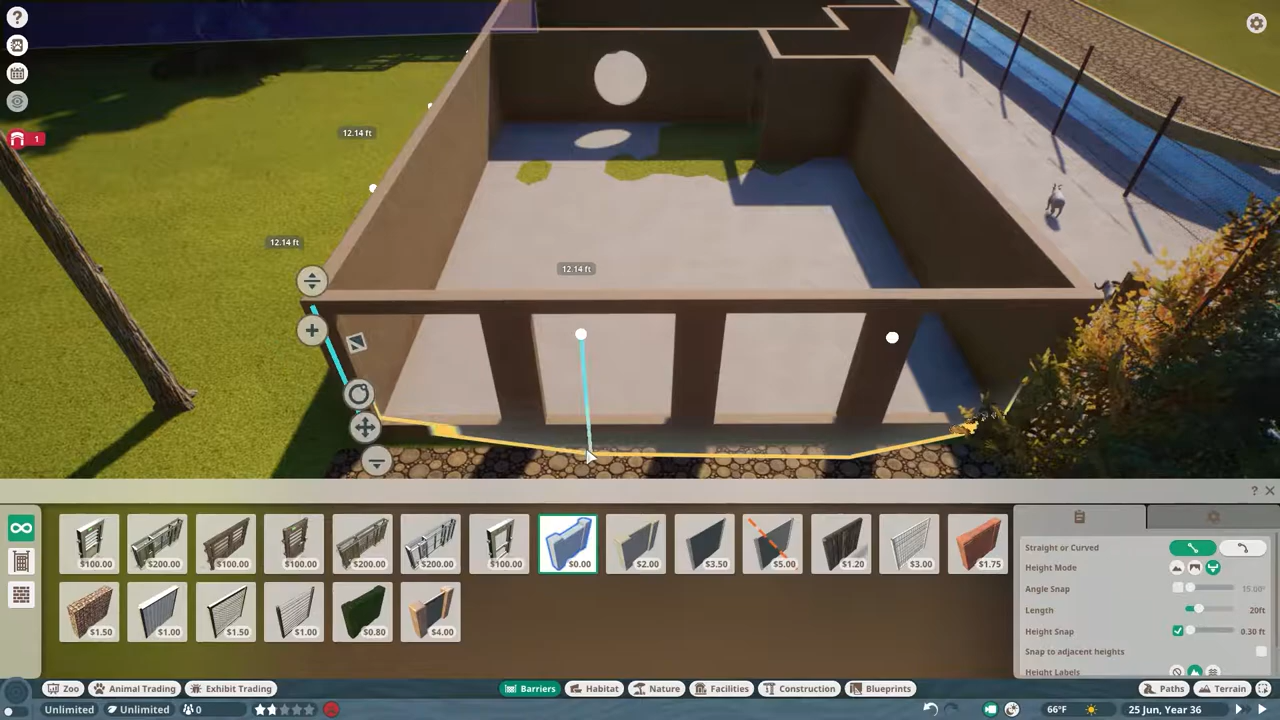 ?
1
12.14 ft
12.14 ft
12.14 ft
?
$100.00 $200.00 $100.00 $100.00 $200.00 $200.00 $100.00 $0.00 $2.00 $3.50 $5.00 $1.20 $3.00 $1.75
$1.50 $1.00 $1.50 $1.00 $0.80 $4.00
Straight or Curved
Height Mode
Angle Snap 15.00°
Length 20ft
Height Snap 0.30 ft
Snap to adjacent heights
Height Labels
Zoo Animal Trading Exhibit Trading Barriers Habitat Nature Facilities Construction Blueprints Paths Terrain
Unlimited Unlimited 0 66°F 25 Jun, Year 36